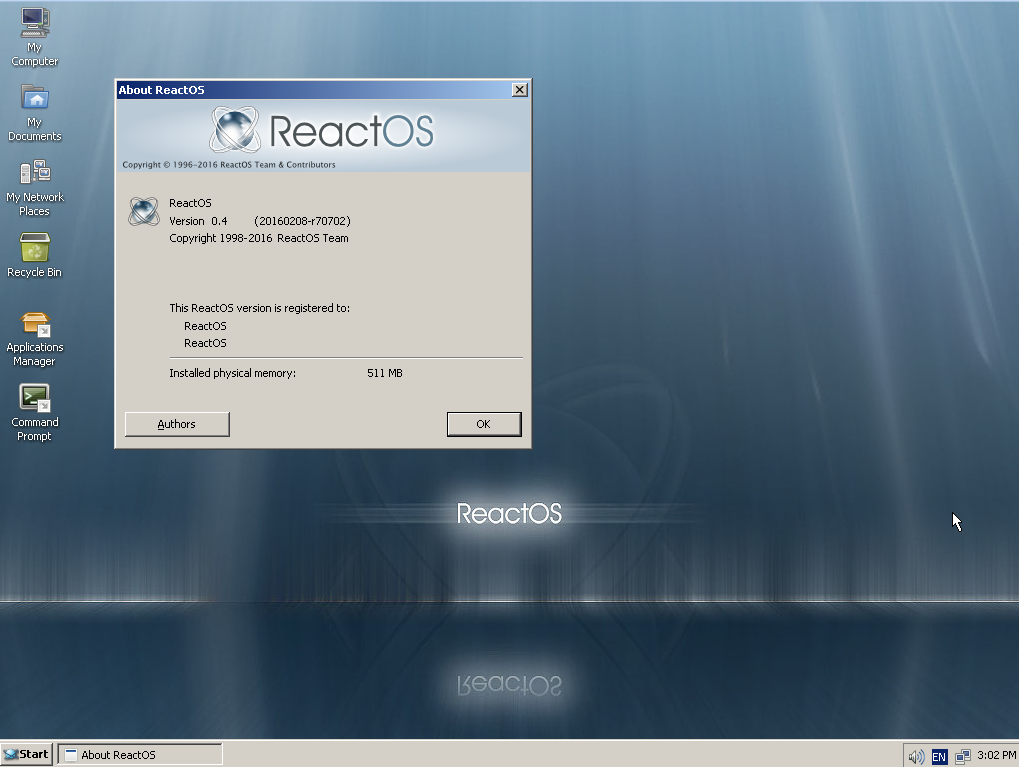 My
Computer
My
Documents
My Network
Places
Recycle Bin
Applications
Manager
Command
Prompt
About ReactOS
ReactOS
Copyright © 1996-2016 ReactOS Team & Contributors
ReactOS
Version 0.4 (20160208-r70702)
Copyright 1998-2016 ReactOS Team
This ReactOS version is registered to:
ReactOS
ReactOS
Installed physical memory: 511 MB
Authors OK
ReactOS
ReactOS
Start About ReactOS EN 3:02 PM